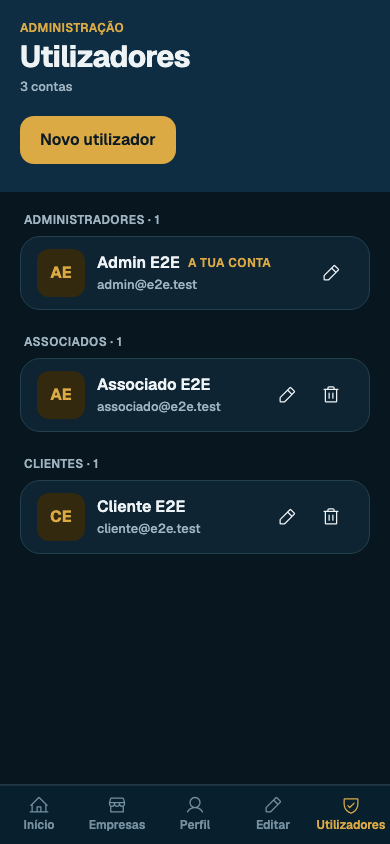 ADMINISTRAÇÃO
Utilizadores
3 contas
Novo utilizador
ADMINISTRADORES · 1
AE
Admin E2E A TUA CONTA
admin@e2e.test
ASSOCIADOS · 1
AE
Associado E2E
associado@e2e.test
CLIENTES · 1
CE
Cliente E2E
cliente@e2e.test
Início Empresas Perfil Editar Utilizadores